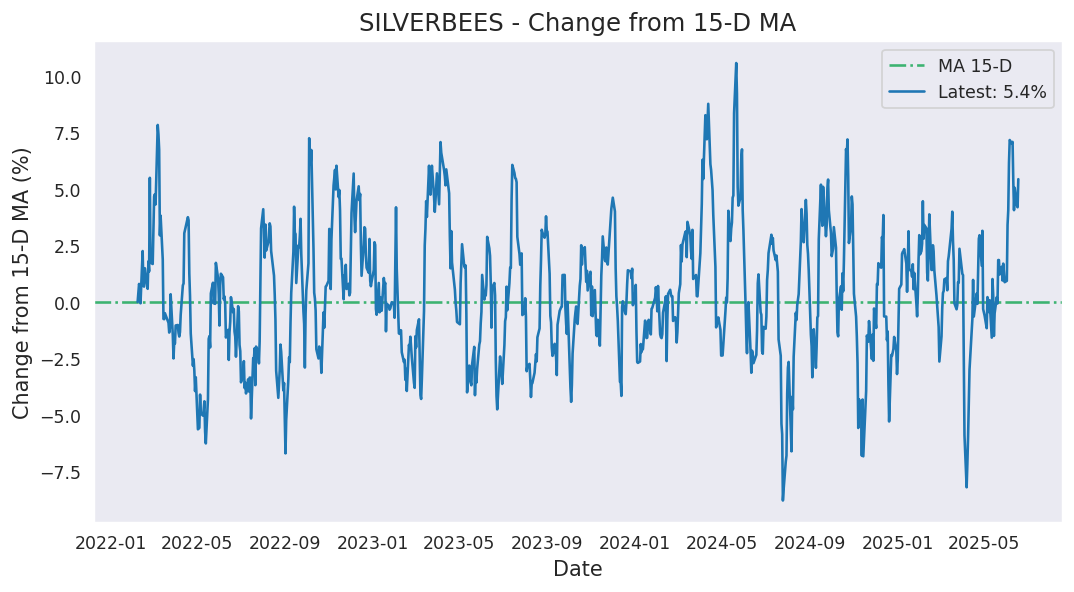 SILVERBEES - Change from 15-D MA
MA 15-D
Latest: 5.4%
Change from 15-D MA (%)
10.0
7.5
5.0
2.5
0.0
−2.5
−5.0
−7.5
2022-01 2022-05 2022-09 2023-01 2023-05 2023-09 2024-01 2024-05 2024-09 2025-01 2025-05
Date